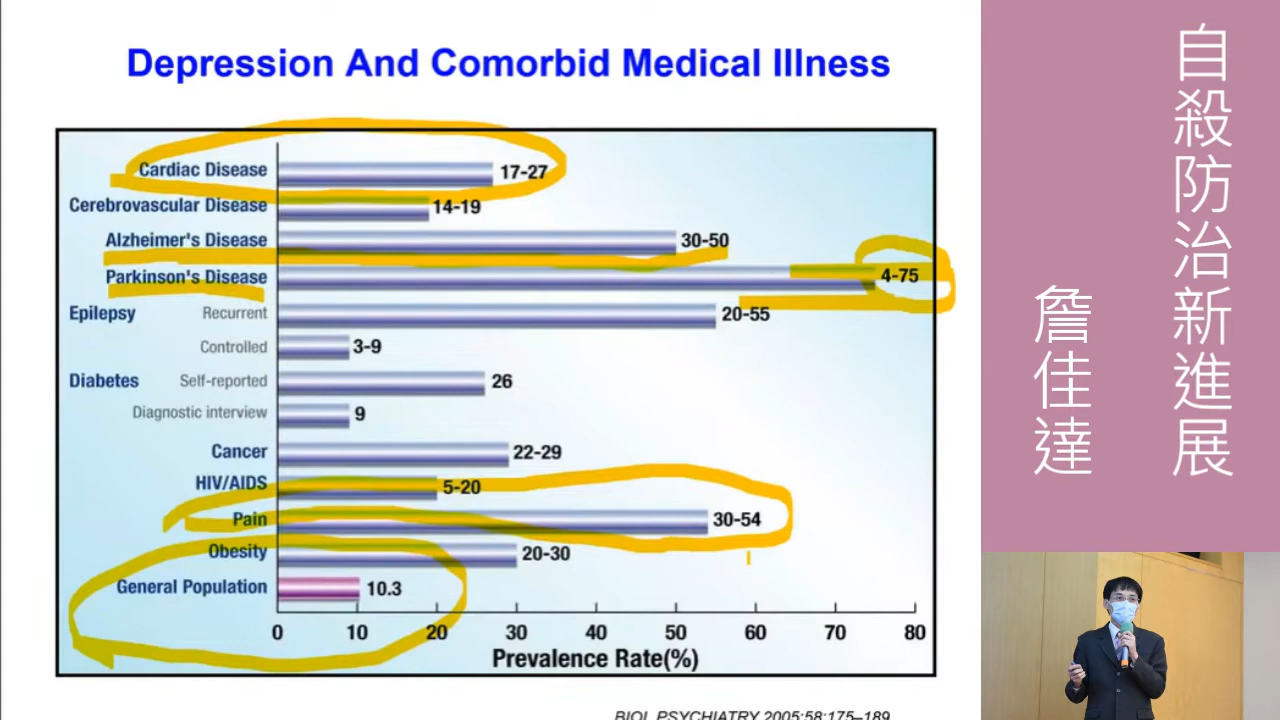 Depression And Comorbid Medical Illness
Cardiac Disease 17-27
Cerebrovascular Disease 14-19
Alzheimer's Disease 30-50
Parkinson's Disease 4-75
Epilepsy Recurrent 20-55
Controlled 3-9
Diabetes Self-reported 26
Diagnostic interview 9
Cancer 22-29
HIV/AIDS 5-20
Pain 30-54
Obesity 20-30
General Population 10.3
0 10 20 30 40 50 60 70 80
Prevalence Rate(%)
BIOL PSYCHIATRY 2005;58:175–189
自殺防治新進展
詹佳達